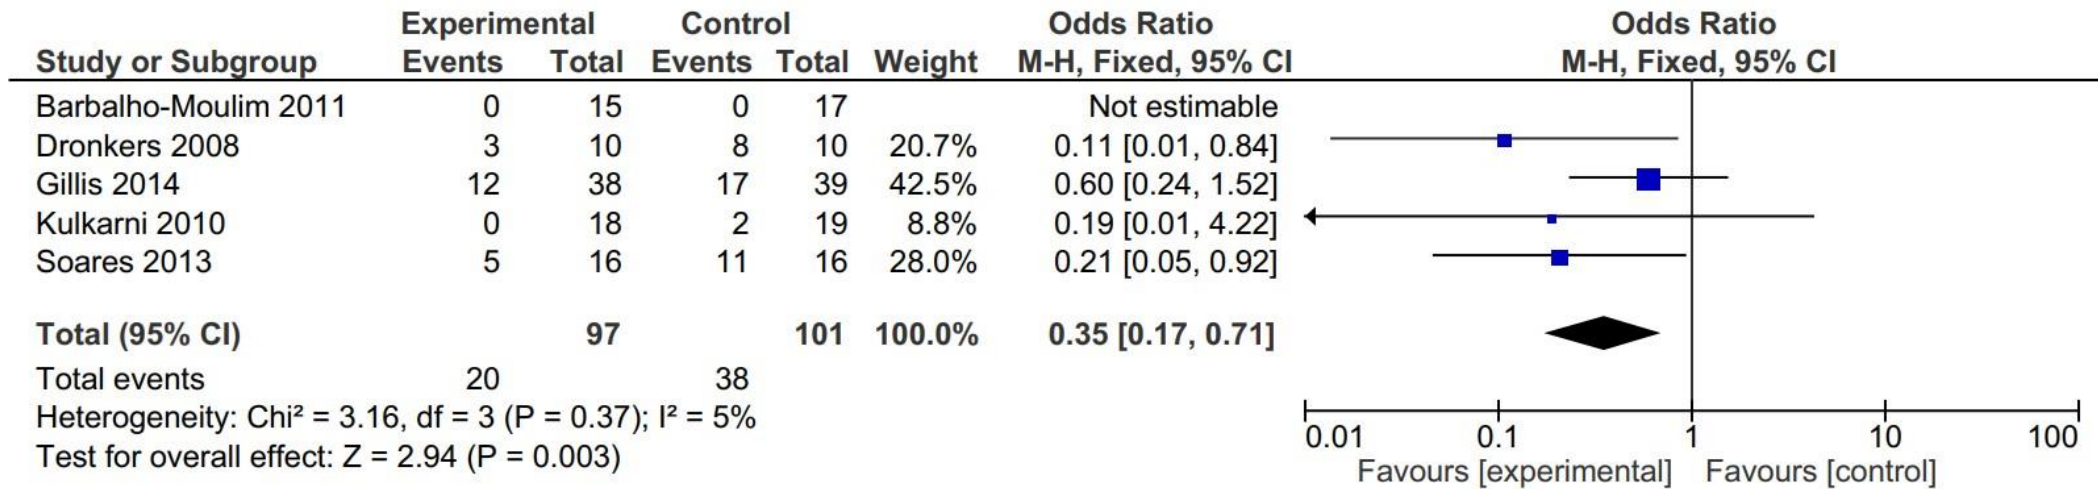 Experimental Control Odds Ratio Odds Ratio
Study or Subgroup Events Total Events Total Weight M-H, Fixed, 95% CI M-H, Fixed, 95% CI
Barbalho-Moulim 2011 0 15 0 17 Not estimable
Dronkers 2008 3 10 8 10 20.7% 0.11 [0.01, 0.84]
Gillis 2014 12 38 17 39 42.5% 0.60 [0.24, 1.52]
Kulkarni 2010 0 18 2 19 8.8% 0.19 [0.01, 4.22]
Soares 2013 5 16 11 16 28.0% 0.21 [0.05, 0.92]
Total (95% CI) 97 101 100.0% 0.35 [0.17, 0.71]
Total events 20 38
Heterogeneity: Chi² = 3.16, df = 3 (P = 0.37); I² = 5%
Test for overall effect: Z = 2.94 (P = 0.003)
0.01 0.1 1 10 100
Favours [experimental] Favours [control]